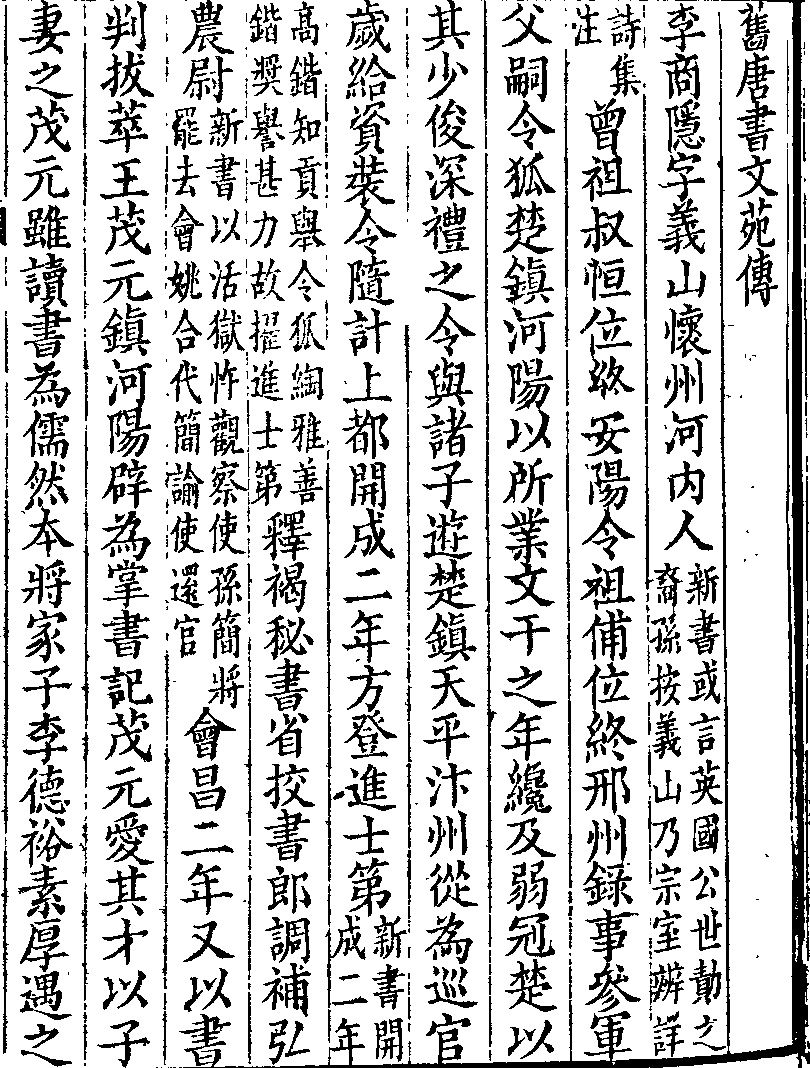 舊唐書文苑傳
李商隱字義山懷州河内人新書或言英國公世勣之裔孫按義山乃宗室辨詳
詩集注曾祖叔恒位終安陽令祖俌位終邢州錄事參軍
父嗣令狐楚鎮河陽以所業文干之年纔及弱冠楚以
其少俊深禮之令與諸子遊楚鎮天平汴州從為巡官
歲給資裝令隨計上都開成二年方登進士第新書開成二年
高鍇知貢舉令狐綯雅善鍇奬譽甚力故擢進士第釋褐秘書省挍書郎調補弘
農尉新書以活獄忤觀察使孫簡將罷去會姚合代簡諭使還官會昌二年又以書
判拔萃王茂元鎮河陽辟為掌書記茂元愛其才以子
妻之茂元雖讀書為儒然本將家子李德裕素厚遇之